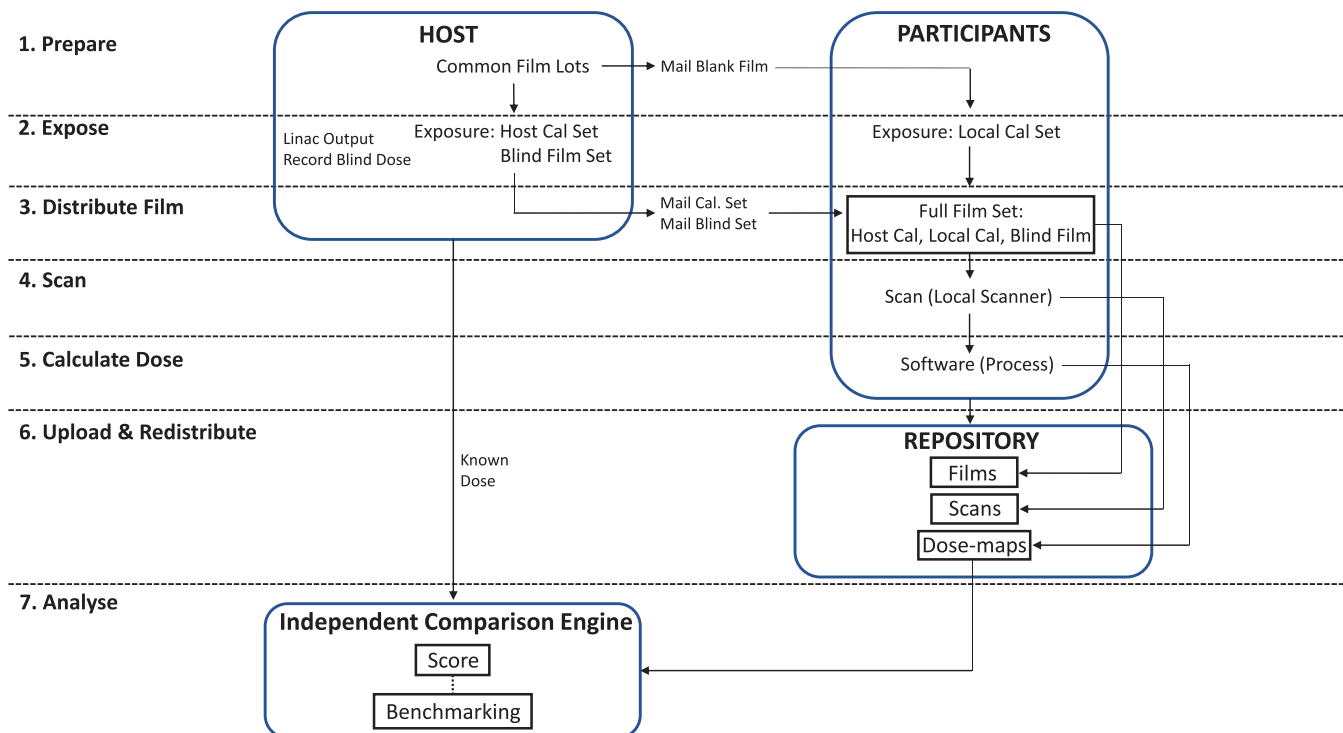 HOST
PARTICIPANTS
1. Prepare
Common Film Lots
Mail Blank Film
2. Expose
Linac Output
Record Blind Dose
Exposure: Host Cal Set
Blind Film Set
Exposure: Local Cal Set
3. Distribute Film
Mail Cal. Set
Mail Blind Set
Full Film Set:
Host Cal, Local Cal, Blind Film
4. Scan
Scan (Local Scanner)
5. Calculate Dose
Software (Process)
6. Upload & Redistribute
Known
Dose
REPOSITORY
Films
Scans
Dose-maps
7. Analyse
Independent Comparison Engine
Score
Benchmarking